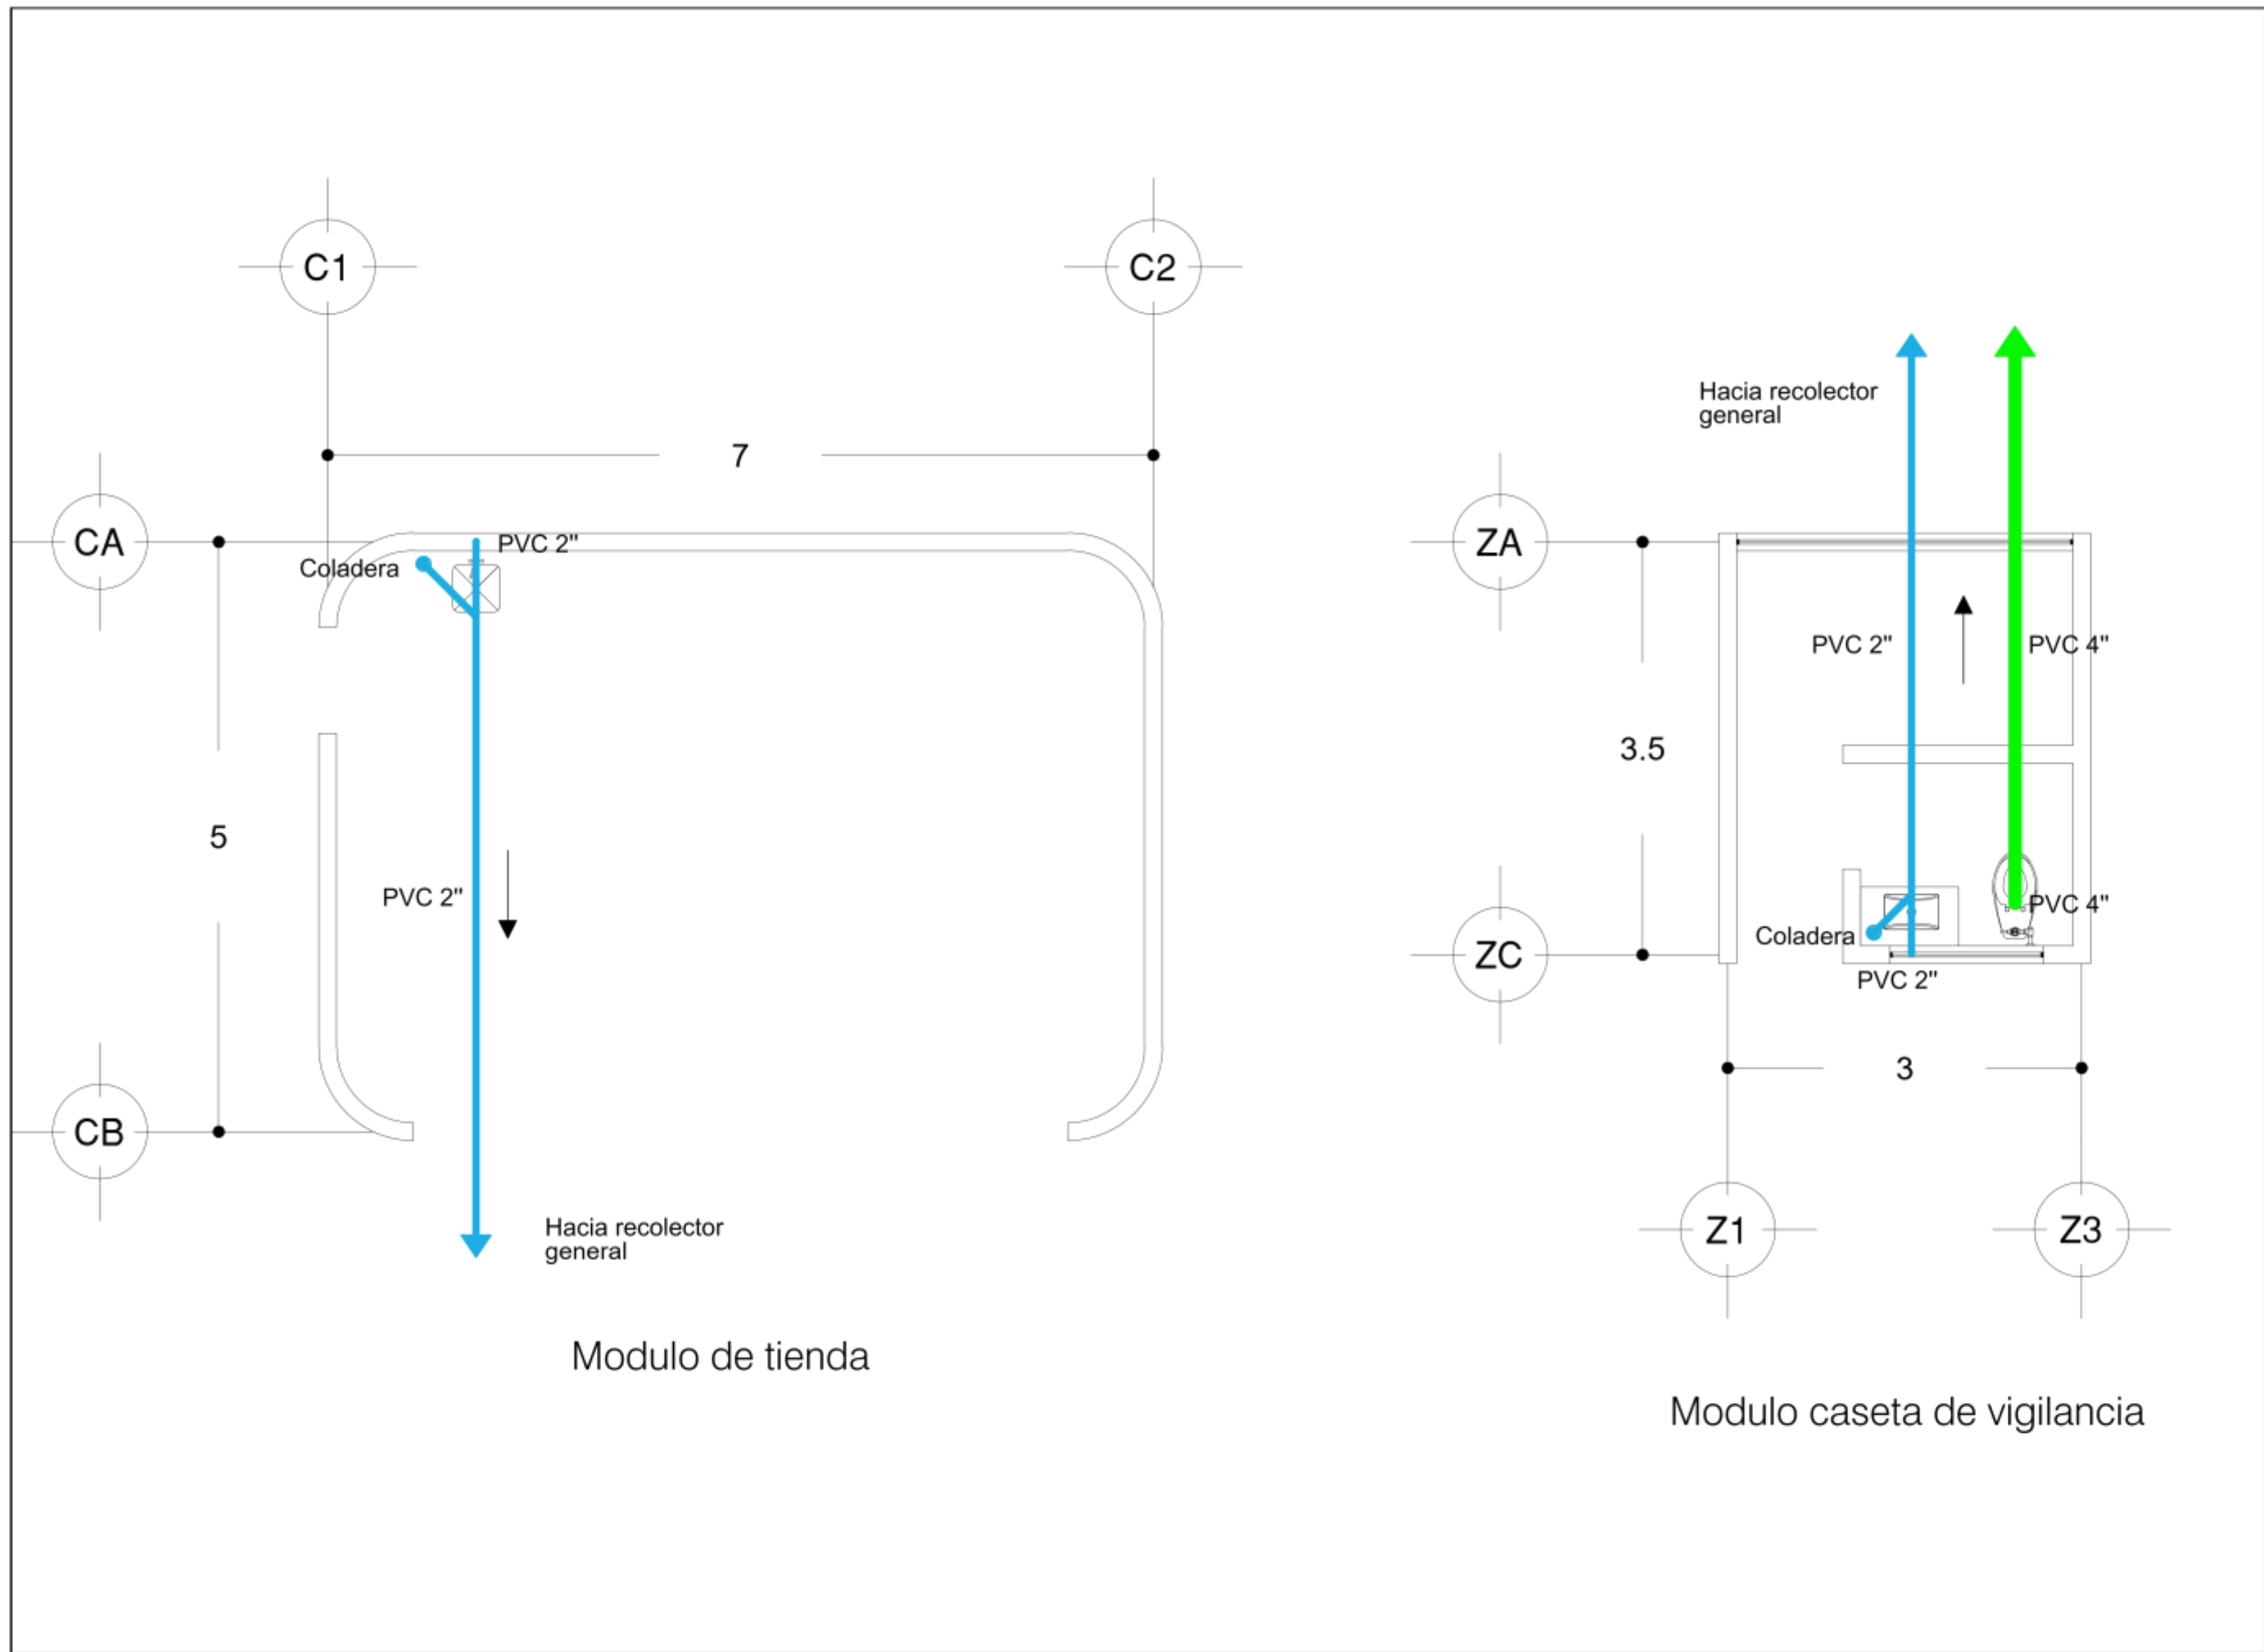 C1
C2
7
CA
PVC 2"
Coladera
5
PVC 2"
CB
Hacia recolector
general
Modulo de tienda
Hacia recolector
general
ZA
PVC 2"
PVC 4"
3.5
PVC 4"
Coladera
ZC
PVC 2"
3
Z1
Z3
Modulo caseta de vigilancia